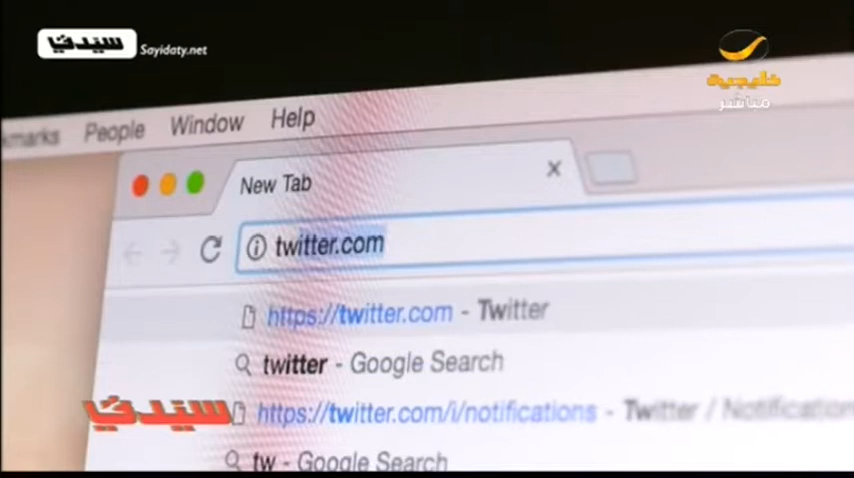 سيدتي
Sayidaty.net
خليجية
مباشر
People Window Help
New Tab
twitter.com
https://twitter.com - Twitter
twitter - Google Search
سيدتي
https://twitter.com/i/notifications - Twitter / Notification
tw - Google Search